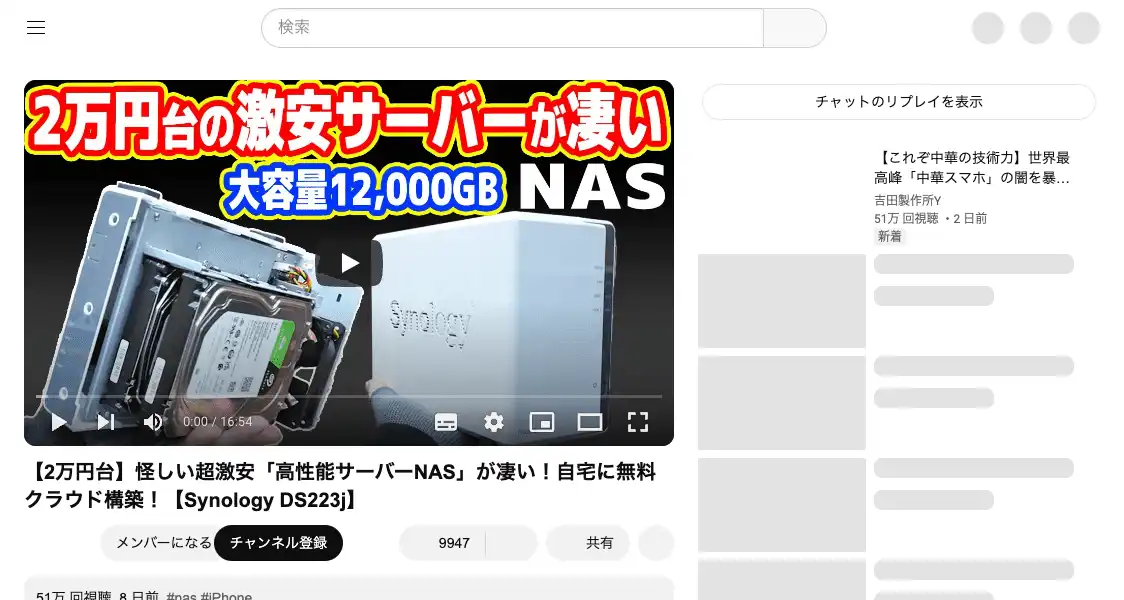 検索
2万円台の激安サーバーが凄い
大容量12,000GB NAS
Synology
0:00 / 16:54
【2万円台】怪しい超激安「高性能サーバーNAS」が凄い！自宅に無料
クラウド構築！【Synology DS223j】
メンバーになる チャンネル登録 9947 共有
51万 回視聴 8 日前 #nas #iPhone
チャットのリプレイを表示
【これぞ中華の技術力】世界最
高峰「中華スマホ」の闇を暴…
吉田製作所Y
51万 回視聴 ・2 日前
新着